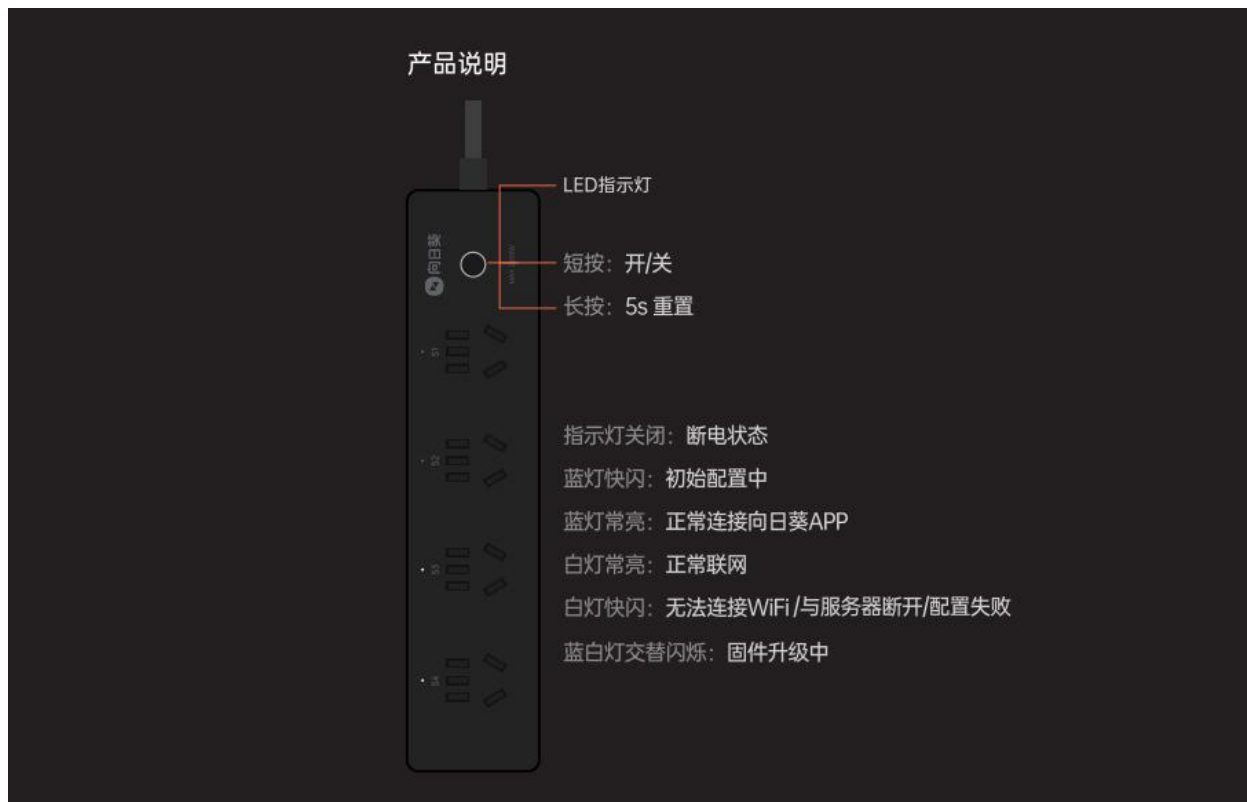 产品说明
LED指示灯
向日葵
短按：开/关
长按：5s 重置
S1
S2
S3
S4
指示灯关闭：断电状态
蓝灯快闪：初始配置中
蓝灯常亮：正常连接向日葵APP
白灯常亮：正常联网
白灯快闪：无法连接WiFi/与服务器断开/配置失败
蓝白灯交替闪烁：固件升级中